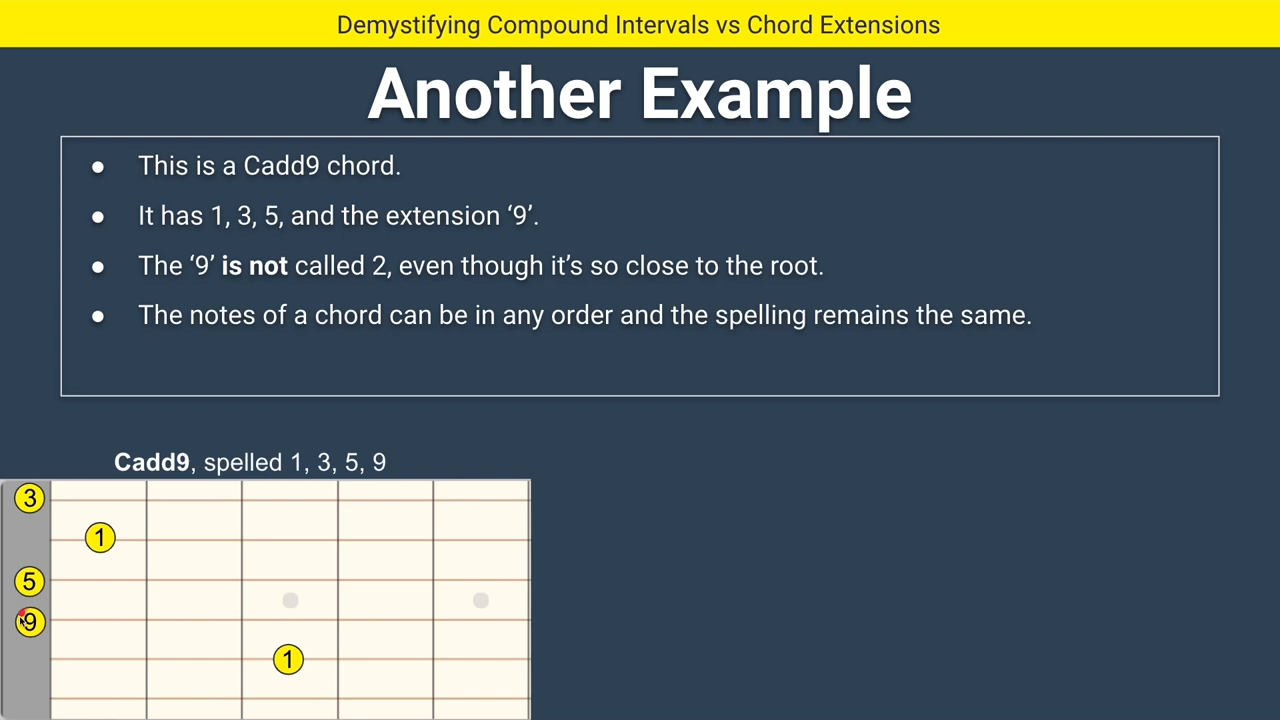 Demystifying Compound Intervals vs Chord Extensions
Another Example
● This is a Cadd9 chord.
● It has 1, 3, 5, and the extension ‘9’.
● The ‘9’ is not called 2, even though it’s so close to the root.
● The notes of a chord can be in any order and the spelling remains the same.
Cadd9, spelled 1, 3, 5, 9
3
1
5
9
1